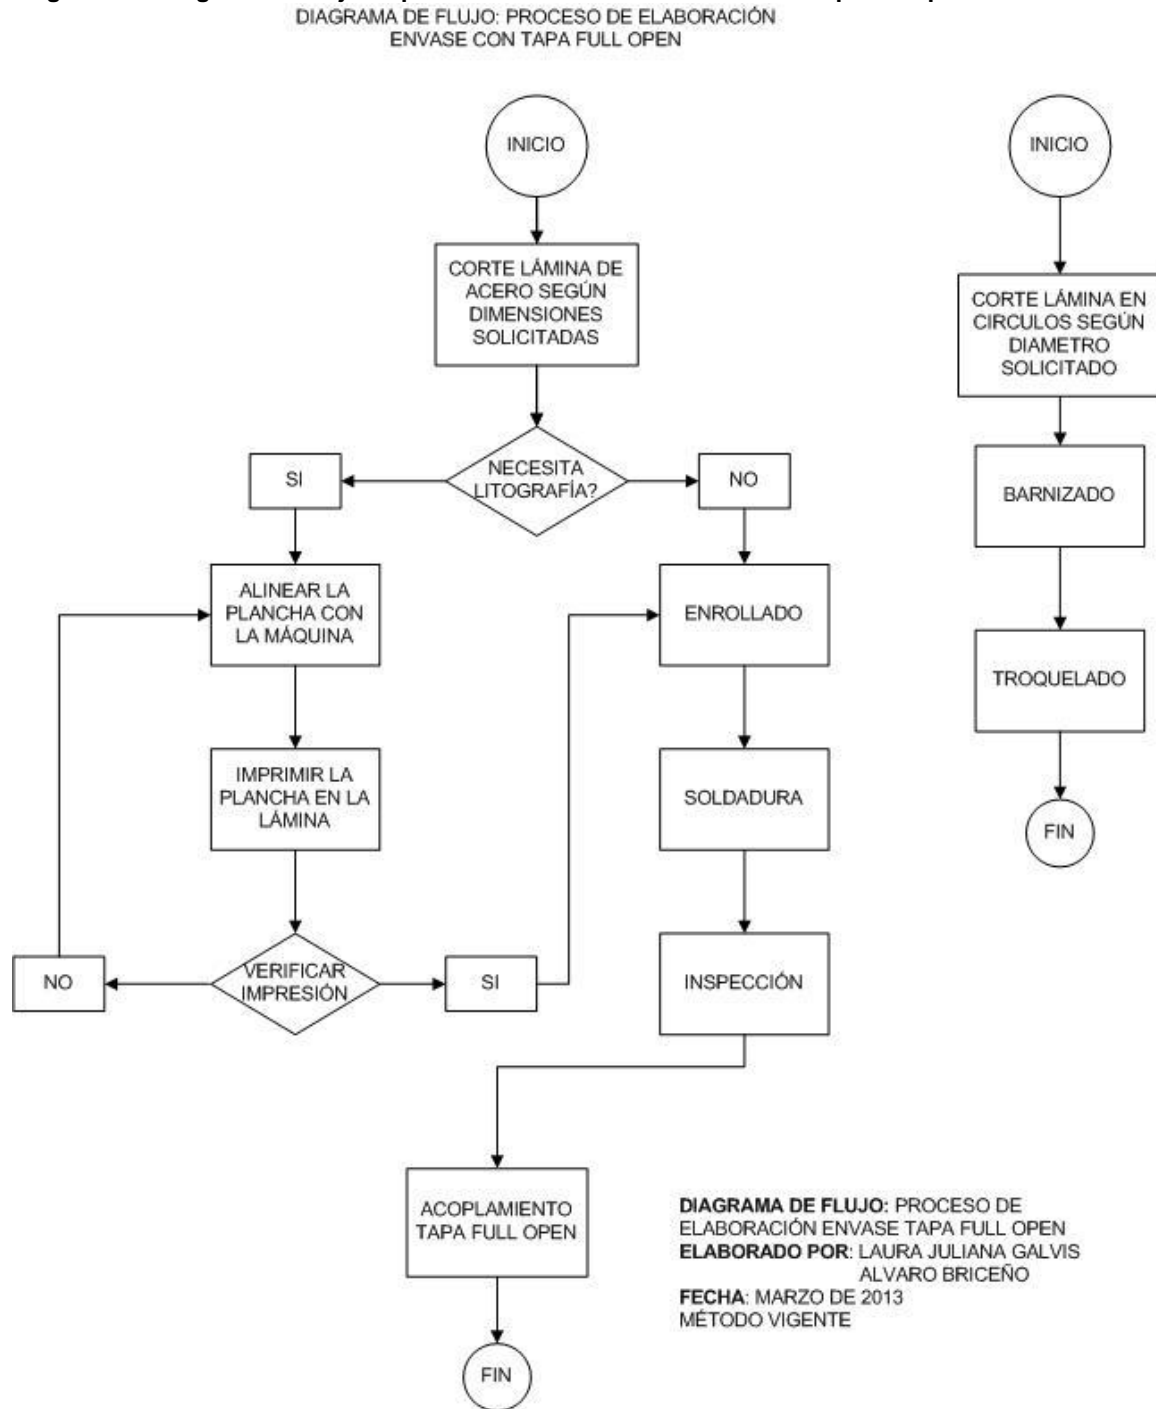 DIAGRAMA DE FLUJO: PROCESO DE ELABORACIÓN
ENVASE CON TAPA FULL OPEN
INICIO
CORTE LÁMINA DE
ACERO SEGÚN
DIMENSIONES
SOLICITADAS
NECESITA
LITOGRAFÍA?
SI
NO
ALINEAR LA
PLANCHA CON
LA MÁQUINA
ENROLLADO
IMPRIMIR LA
PLANCHA EN LA
LÁMINA
SOLDADURA
VERIFICAR
IMPRESIÓN
NO
SI
INSPECCIÓN
ACOPLAMIENTO
TAPA FULL OPEN
FIN
INICIO
CORTE LÁMINA EN
CIRCULOS SEGÚN
DIAMETRO
SOLICITADO
BARNIZADO
TROQUELADO
FIN
DIAGRAMA DE FLUJO: PROCESO DE
ELABORACIÓN ENVASE TAPA FULL OPEN
ELABORADO POR: LAURA JULIANA GALVIS
ALVARO BRICEÑO
FECHA: MARZO DE 2013
MÉTODO VIGENTE